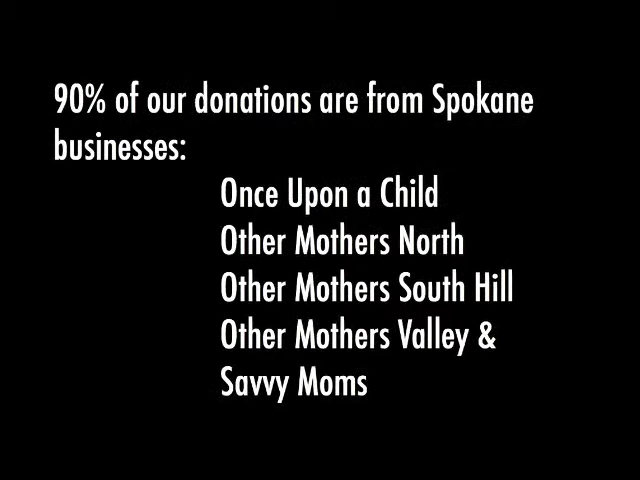 90% of our donations are from Spokane
businesses:
Once Upon a Child
Other Mothers North
Other Mothers South Hill
Other Mothers Valley &
Savvy Moms